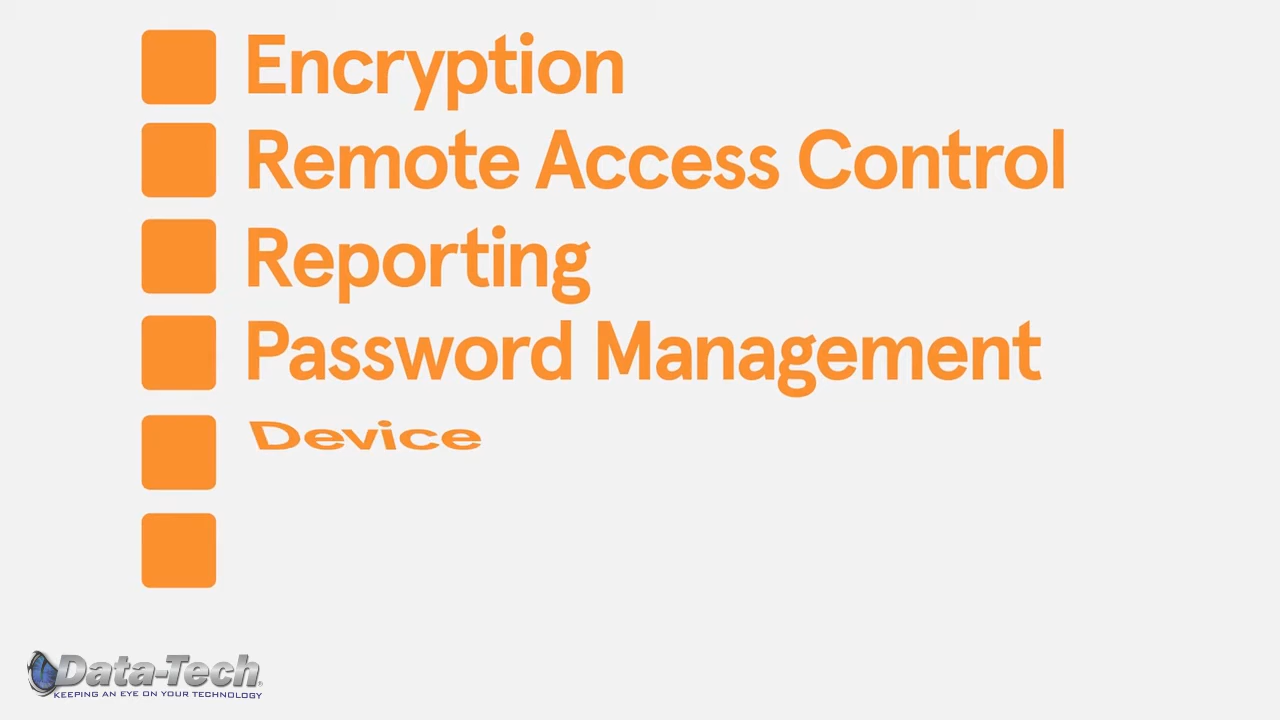 Encryption
Remote Access Control
Reporting
Password Management
Device
Data-Tech®
KEEPING AN EYE ON YOUR TECHNOLOGY